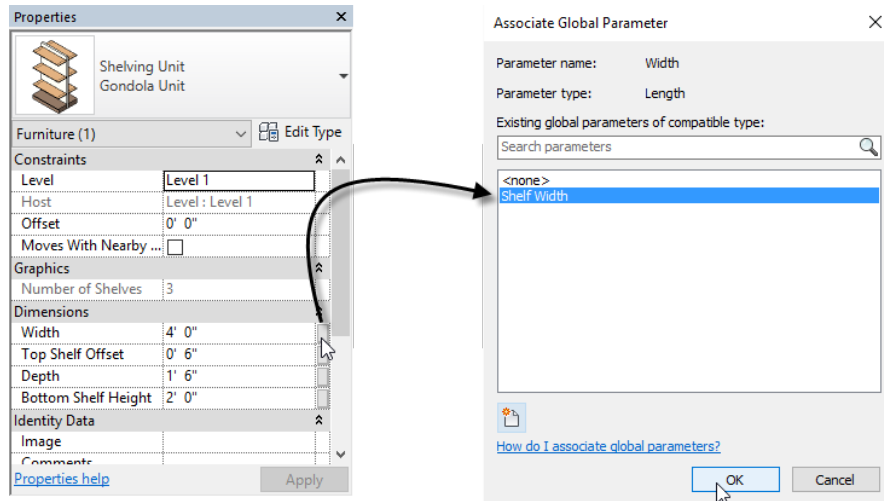 Properties
Shelving Unit
Gondola Unit
Furniture (1)
Edit Type
Constraints
Level Level 1
Host Level : Level 1
Offset 0' 0"
Moves With Nearby ...
Graphics
Number of Shelves 3
Dimensions
Width 4' 0"
Top Shelf Offset 0' 6"
Depth 1' 6"
Bottom Shelf Height 2' 0"
Identity Data
Image
Comments
Properties help
Apply
Associate Global Parameter
Parameter name: Width
Parameter type: Length
Existing global parameters of compatible type:
Search parameters
<none>
Shelf Width
How do I associate global parameters?
OK
Cancel